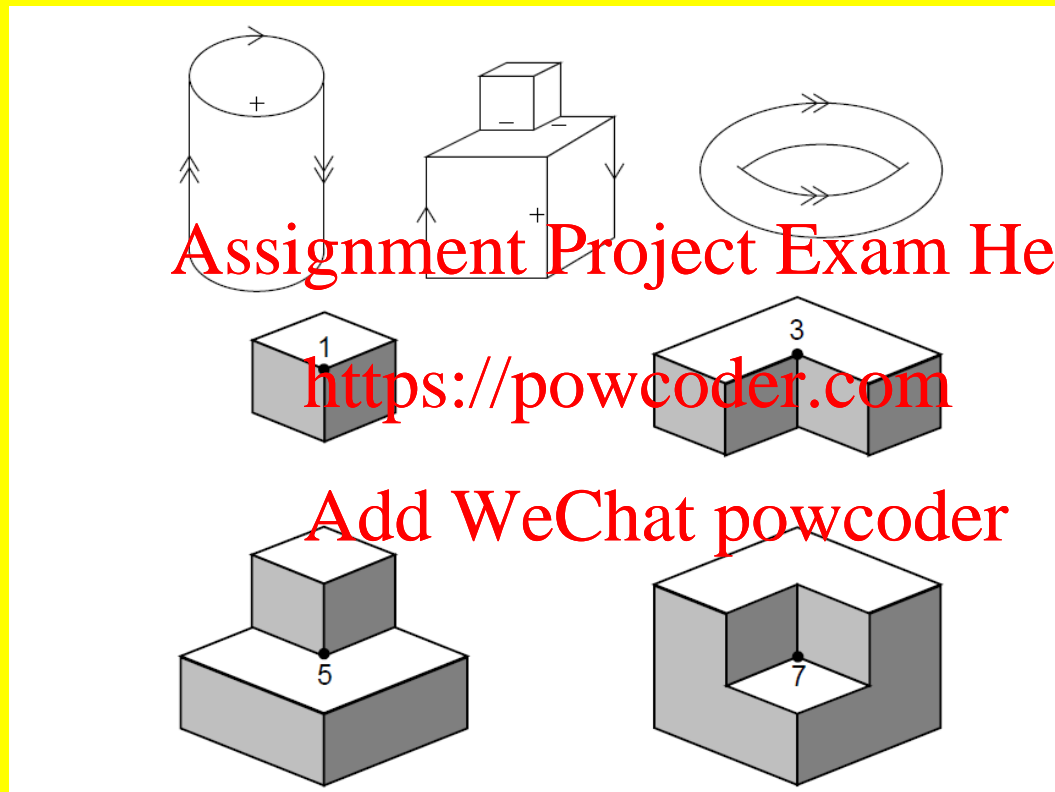 +
− −
+
Assignment Project Exam He
1
3
https://powcoder.com
Add WeChat powcoder
5
7